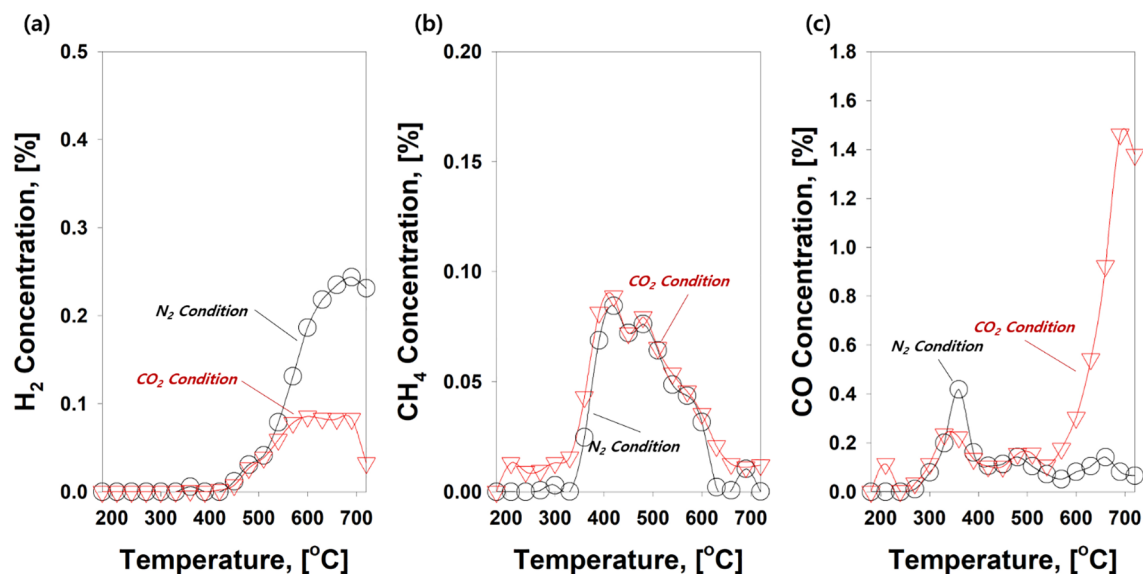 (a)
0.5
0.4
0.3
0.2
0.1
0.0
H2 Concentration, [%]
N2 Condition
CO2 Condition
200 300 400 500 600 700
Temperature, [oC]
(b)
0.20
0.15
0.10
0.05
0.00
CH4 Concentration, [%]
CO2 Condition
N2 Condition
200 300 400 500 600 700
Temperature, [oC]
(c)
1.8
1.6
1.4
1.2
1.0
0.8
0.6
0.4
0.2
0.0
CO Concentration, [%]
CO2 Condition
N2 Condition
200 300 400 500 600 700
Temperature, [oC]